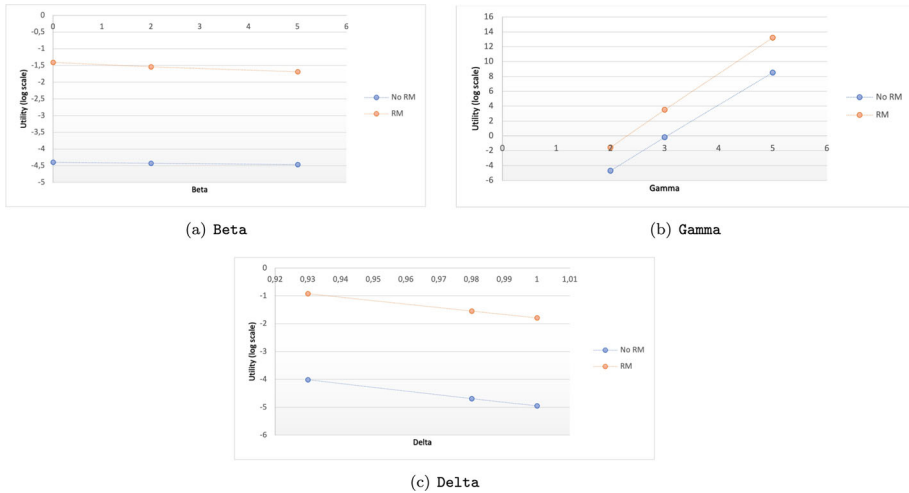 0
0 1 2 3 4 5 6
-0,5
-1
-1,5
-2
-2,5
-3
-3,5
-4
-4,5
-5
Utility (log scale)
Beta
No RM
RM
(a) Beta
16
14
12
10
8
6
4
2
0
-2
-4
-6
0 1 2 3 4 5 6
Utility (log scale)
Gamma
No RM
RM
(b) Gamma
0
0,92 0,93 0,94 0,95 0,96 0,97 0,98 0,99 1 1,01
-1
-2
-3
-4
-5
-6
Utility (log scale)
Delta
No RM
RM
(c) Delta